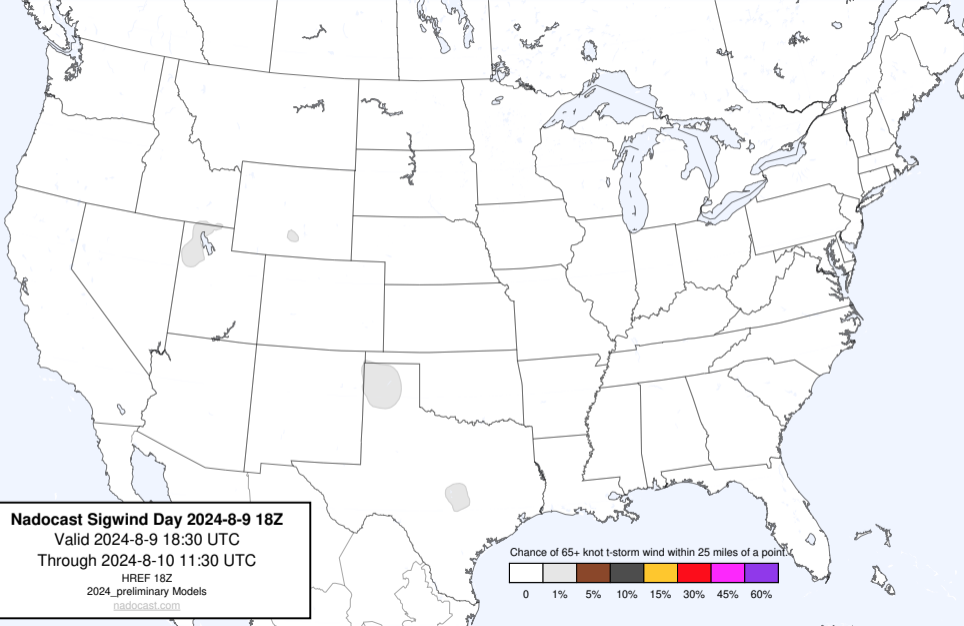 Nadocast Sigwind Day 2024-8-9 18Z
Valid 2024-8-9 18:30 UTC
Through 2024-8-10 11:30 UTC
HREF 18Z
2024_preliminary Models
nadocast.com
Chance of 65+ knot t-storm wind within 25 miles of a point.
0 1% 5% 10% 15% 30% 45% 60%